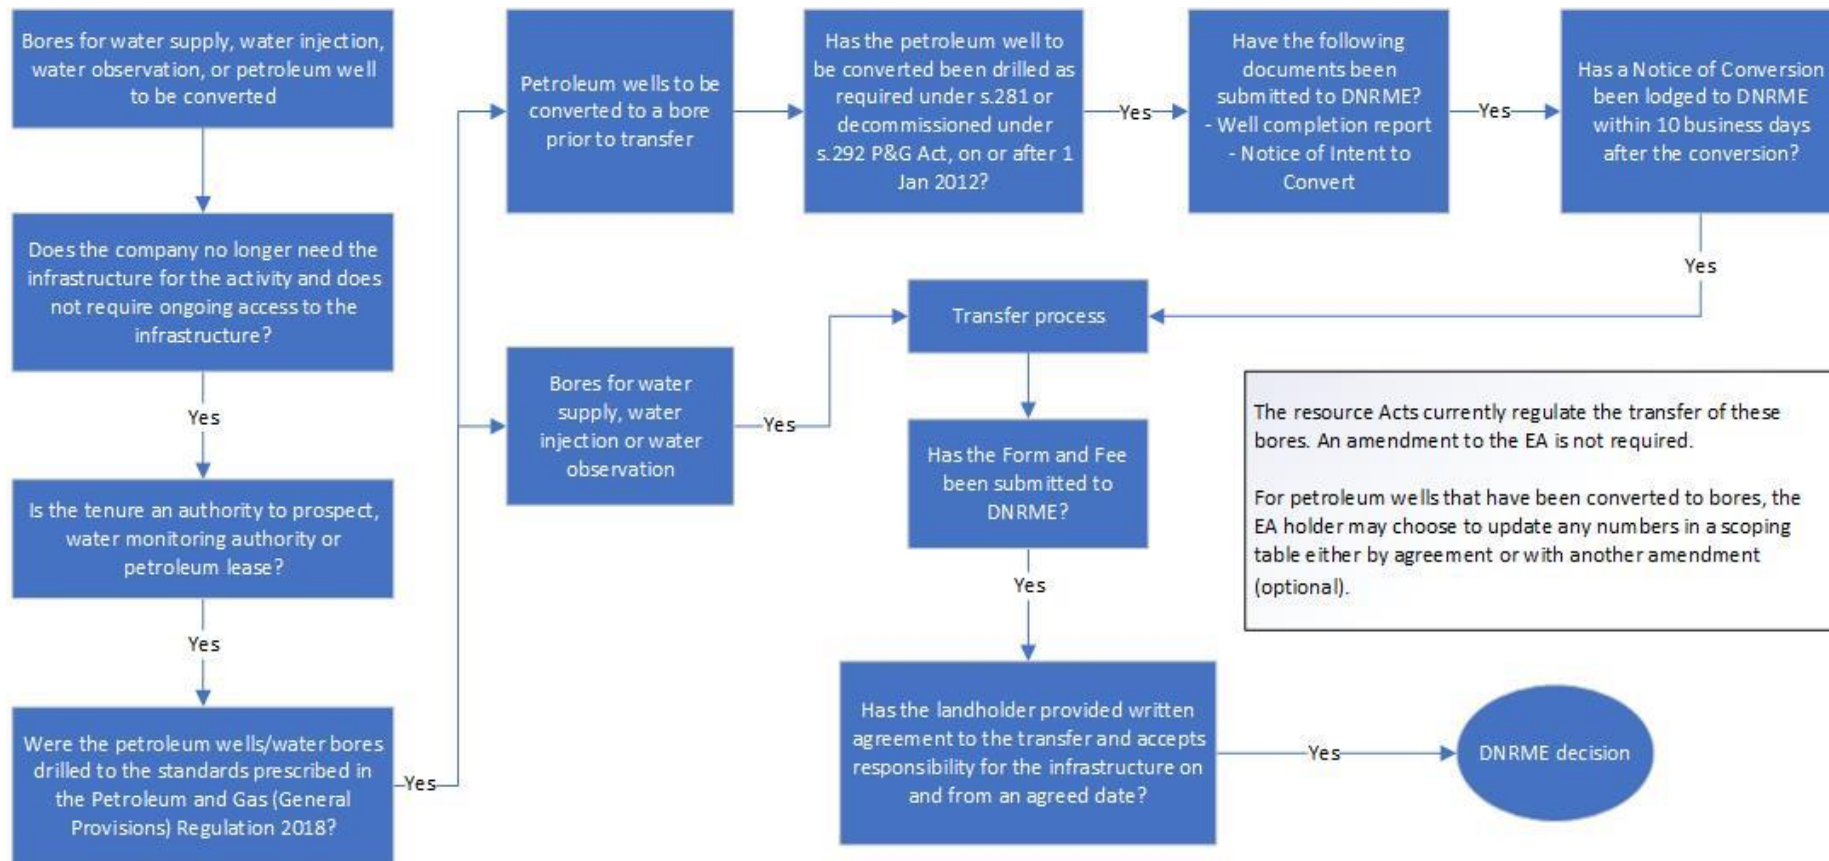 Bores for water supply, water injection,
water observation, or petroleum well
to be converted
Does the company no longer need the
infrastructure for the activity and does
not require ongoing access to the
infrastructure?
Yes
Is the tenure an authority to prospect,
water monitoring authority or
petroleum lease?
Yes
Were the petroleum wells/water bores
drilled to the standards prescribed in
the Petroleum and Gas (General
Provisions) Regulation 2018?
Yes
Petroleum wells to be
converted to a bore
prior to transfer
Has the petroleum well to
be converted been drilled as
required under s.281 or
decommissioned under
s.292 P&G Act, on or after 1
Jan 2012?
Yes
Have the following
documents been
submitted to DNRME?
- Well completion report
- Notice of Intent to
Convert
Yes
Has a Notice of Conversion
been lodged to DNRME
within 10 business days
after the conversion?
Yes
Bores for water
supply, water
injection or water
observation
Yes
Transfer process
Has the Form and Fee
been submitted to
DNRME?
Yes
Has the landholder provided written
agreement to the transfer and accepts
responsibility for the infrastructure on
and from an agreed date?
Yes
DNRME decision
The resource Acts currently regulate the transfer of these
bores. An amendment to the EA is not required.
For petroleum wells that have been converted to bores, the
EA holder may choose to update any numbers in a scoping
table either by agreement or with another amendment
(optional).